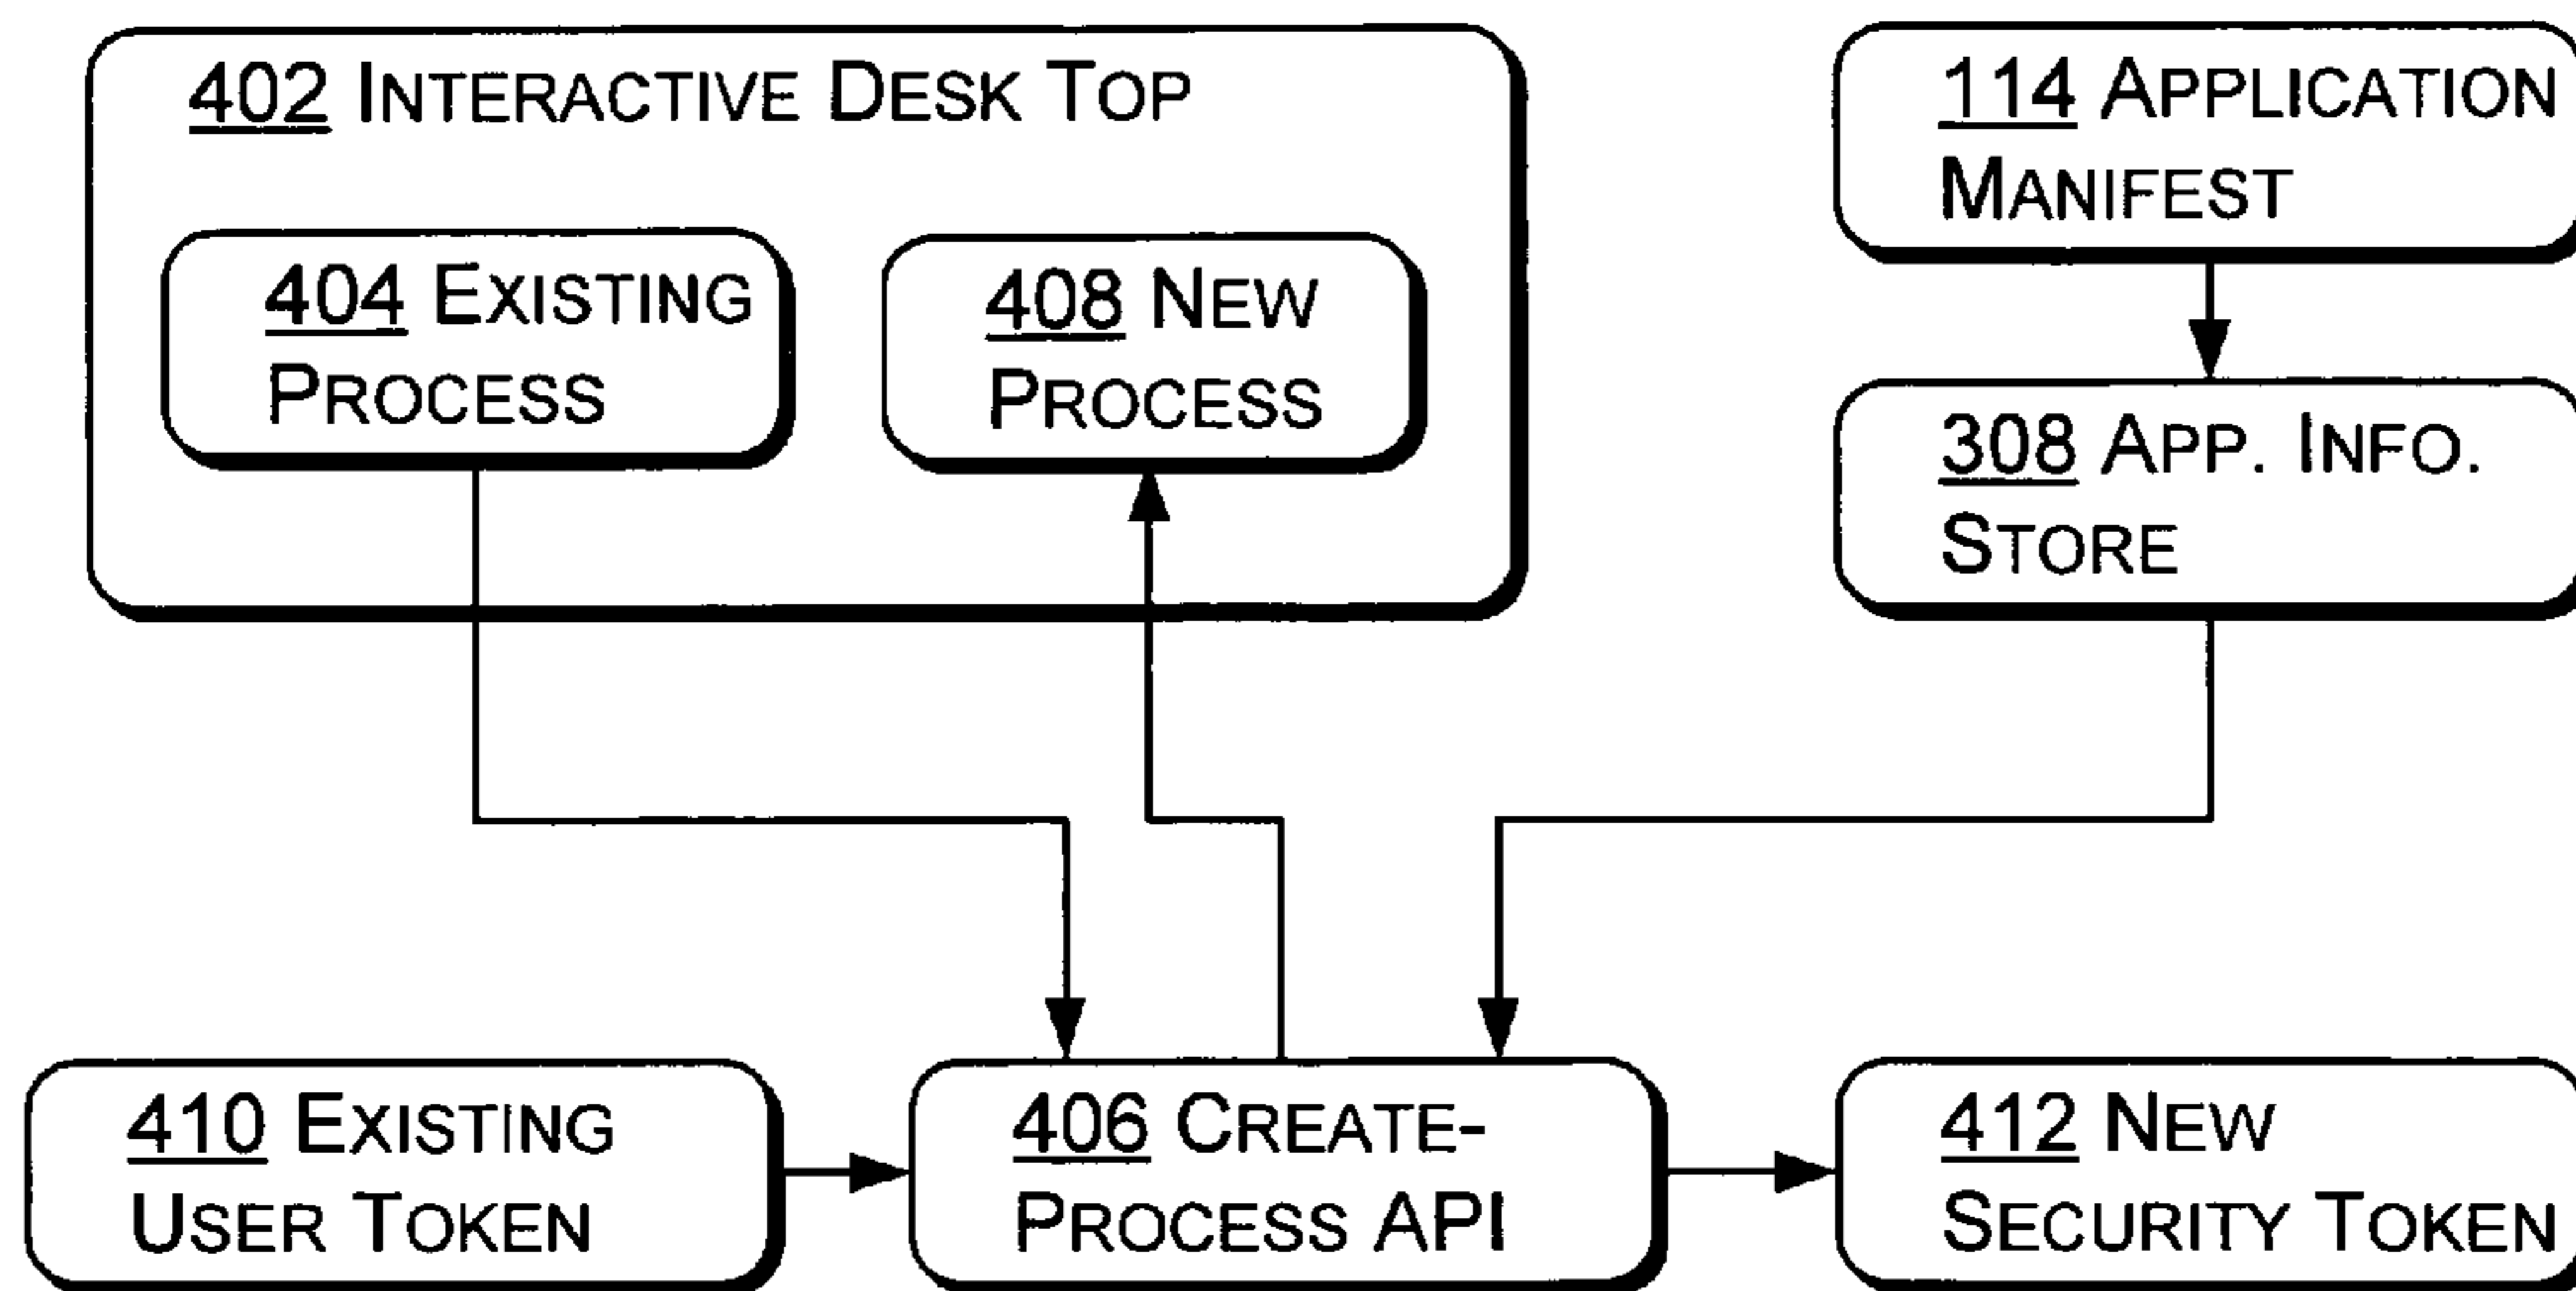 402 INTERACTIVE DESK TOP
404 EXISTING
PROCESS
408 NEW
PROCESS
114 APPLICATION
MANIFEST
308 APP. INFO.
STORE
410 EXISTING
USER TOKEN
406 CREATE-
PROCESS API
412 NEW
SECURITY TOKEN